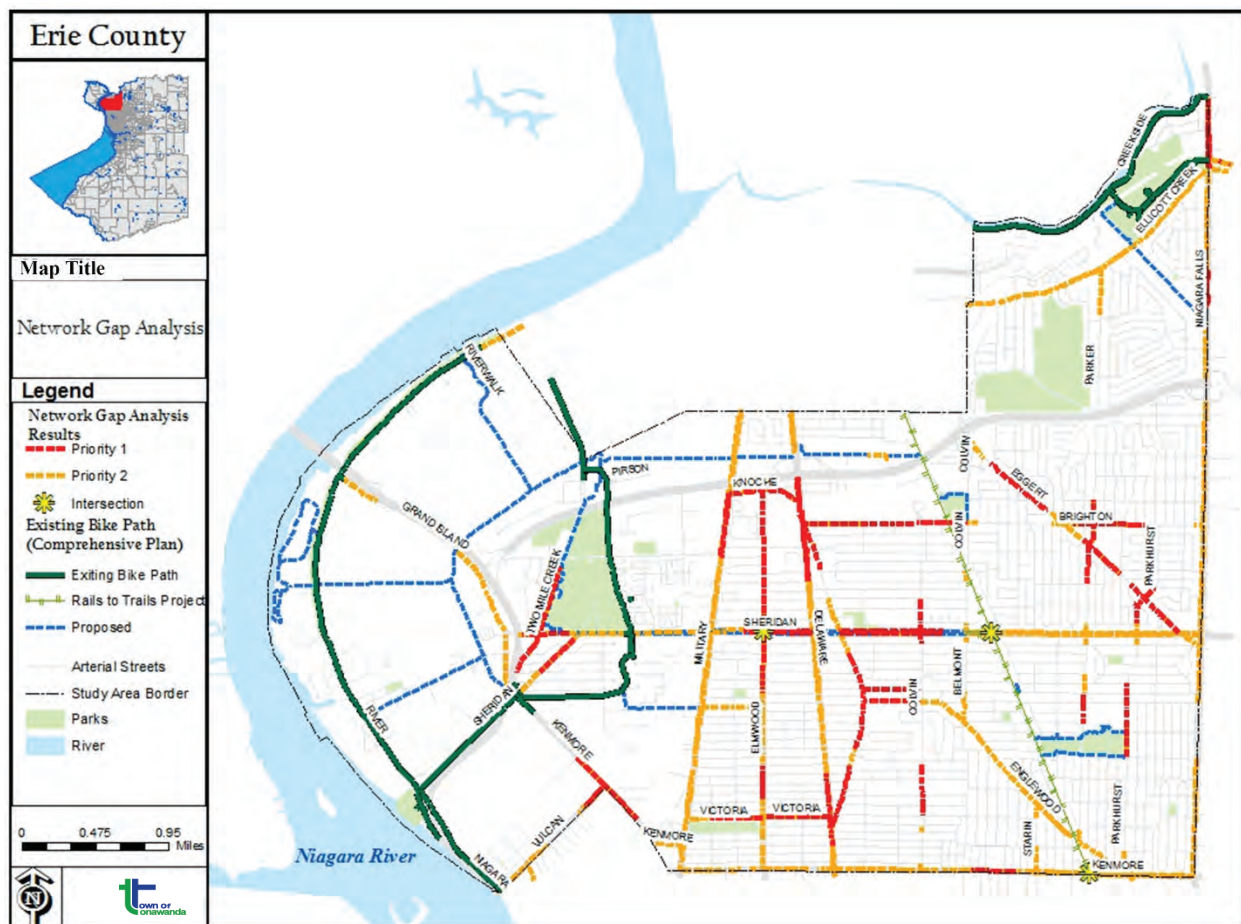 Erie County
Map Title
Network Gap Analysis
Legend
Network Gap Analysis
Results
Priority 1
Priority 2
Intersection
Existing Bike Path
(Comprehensive Plan)
Exiting Bike Path
Rails to Trails Project
Proposed
Arterial Streets
Study Area Border
Parks
River
0 0.475 0.95
Miles
N
town of
tonawanda
CREEKSIDE
ELLICOTT CREEK
NIAGARA FALLS
PARKER
RIVERWALK
PIRSON
KNOCHE
COLVIN
EGGERT
BRIGHTON
COLVIN
PARKHURST
GRAND ISLAND
TWO MILE CREEK
SHERIDAN
MILITARY
DELAWARE
BELMONT
COLVIN
SHERIDAN
RIVER
KENMORE
ELMWOOD
ENGLEWOOD
VICTORIA
VICTORIA
PARKHURST
STARIN
VULCAN
KENMORE
KENMORE
NIAGARA
Niagara River